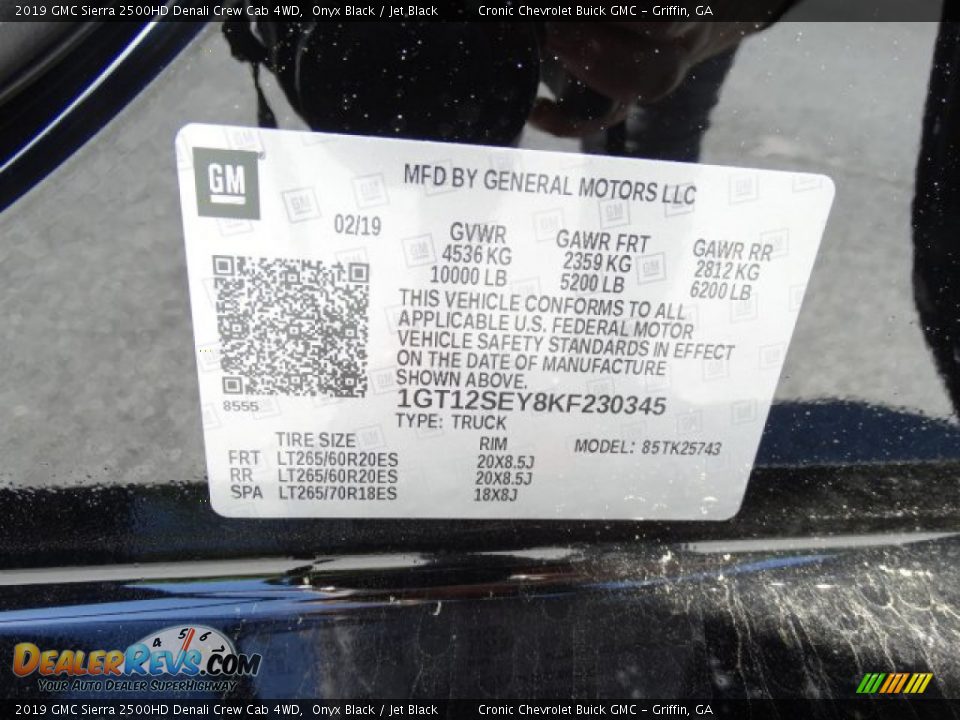 2019 GMC Sierra 2500HD Denali Crew Cab 4WD, Onyx Black / Jet Black Cronic Chevrolet Buick GMC - Griffin, GA
GM
MFD BY GENERAL MOTORS LLC
02/19
GVWR GAWR FRT GAWR RR
4536 KG 2359 KG 2812 KG
10000 LB 5200 LB 6200 LB
THIS VEHICLE CONFORMS TO ALL
APPLICABLE U.S. FEDERAL MOTOR
VEHICLE SAFETY STANDARDS IN EFFECT
ON THE DATE OF MANUFACTURE
SHOWN ABOVE.
8555
1GT12SEY8KF230345
TYPE: TRUCK
TIRE SIZE RIM MODEL: 85TK25743
FRT LT265/60R20ES 20X8.5J
RR LT265/60R20ES 20X8.5J
SPA LT265/70R18ES 18X8J
4 5 6
DEALERREVS.COM
YOUR AUTO DEALER SUPERHIGHWAY
2019 GMC Sierra 2500HD Denali Crew Cab 4WD, Onyx Black / Jet Black Cronic Chevrolet Buick GMC - Griffin, GA